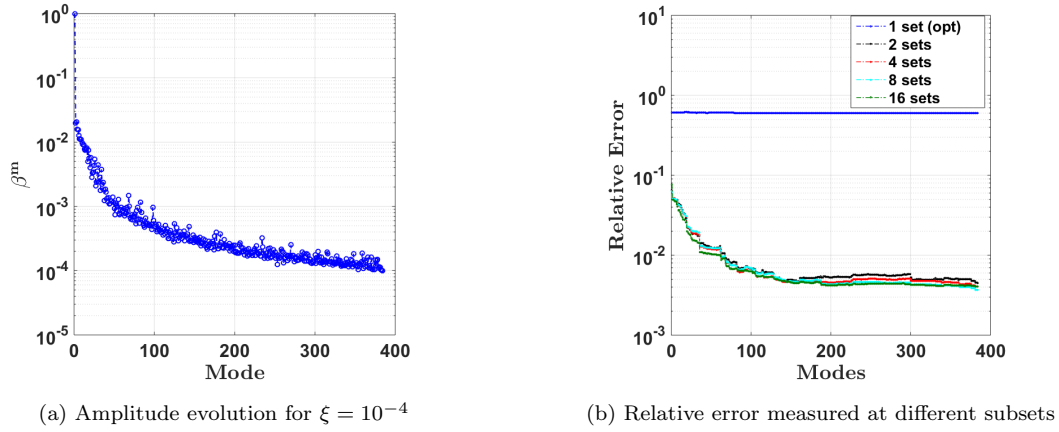 10^0
10^-1
10^-2
10^-3
10^-4
10^-5
β^m
0 100 200 300 400
Mode
(a) Amplitude evolution for ξ = 10^−4
10^1
10^0
10^-1
10^-2
10^-3
Relative Error
1 set (opt)
2 sets
4 sets
8 sets
16 sets
0 100 200 300 400
Modes
(b) Relative error measured at different subsets